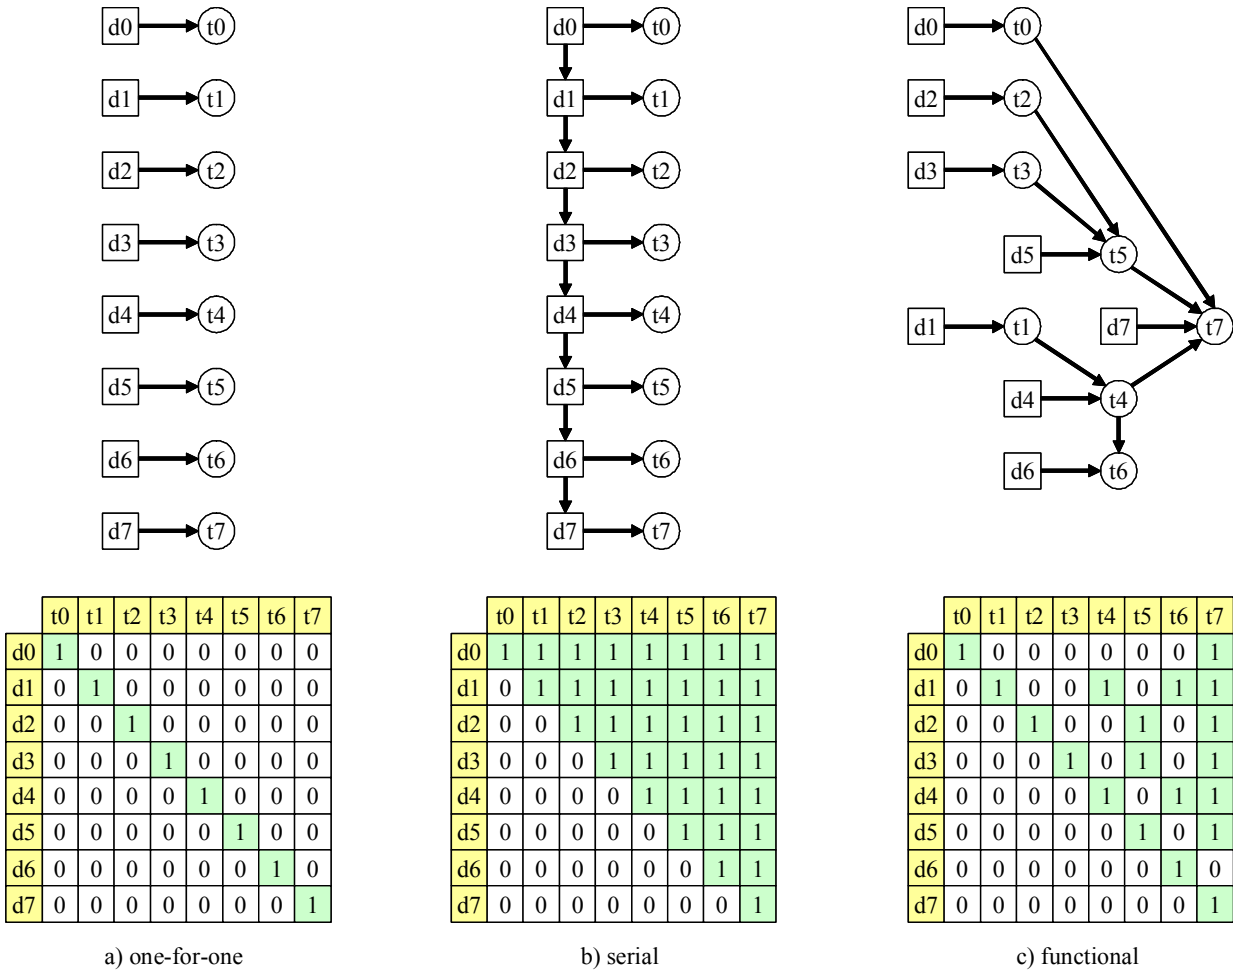 d0 t0
d1 t1
d2 t2
d3 t3
d4 t4
d5 t5
d6 t6
d7 t7
t0 t1 t2 t3 t4 t5 t6 t7
d0 1 0 0 0 0 0 0 0
d1 0 1 0 0 0 0 0 0
d2 0 0 1 0 0 0 0 0
d3 0 0 0 1 0 0 0 0
d4 0 0 0 0 1 0 0 0
d5 0 0 0 0 0 1 0 0
d6 0 0 0 0 0 0 1 0
d7 0 0 0 0 0 0 0 1
a) one-for-one
d0 t0
d1 t1
d2 t2
d3 t3
d4 t4
d5 t5
d6 t6
d7 t7
t0 t1 t2 t3 t4 t5 t6 t7
d0 1 1 1 1 1 1 1 1
d1 0 1 1 1 1 1 1 1
d2 0 0 1 1 1 1 1 1
d3 0 0 0 1 1 1 1 1
d4 0 0 0 0 1 1 1 1
d5 0 0 0 0 0 1 1 1
d6 0 0 0 0 0 0 1 1
d7 0 0 0 0 0 0 0 1
b) serial
d0 t0
d2 t2
d3 t3
d5 t5
d1 t1 d7 t7
d4 t4
d6 t6
t0 t1 t2 t3 t4 t5 t6 t7
d0 1 0 0 0 0 0 0 1
d1 0 1 0 0 1 0 1 1
d2 0 0 1 0 0 1 0 1
d3 0 0 0 1 0 1 0 1
d4 0 0 0 0 1 0 1 1
d5 0 0 0 0 0 1 0 1
d6 0 0 0 0 0 0 1 0
d7 0 0 0 0 0 0 0 1
c) functional